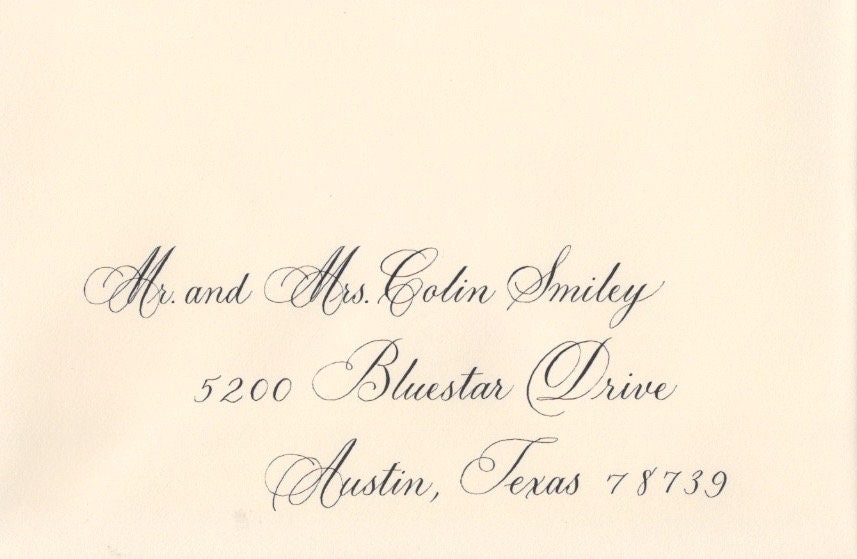 Mr. and Mrs. Colin Smiley
5200 Bluestar Drive
Austin, Texas 78739